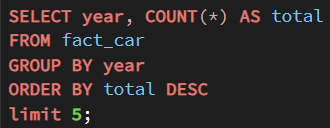 SELECT year, COUNT(*) AS total
FROM fact_car
GROUP BY year
ORDER BY total DESC
limit 5;